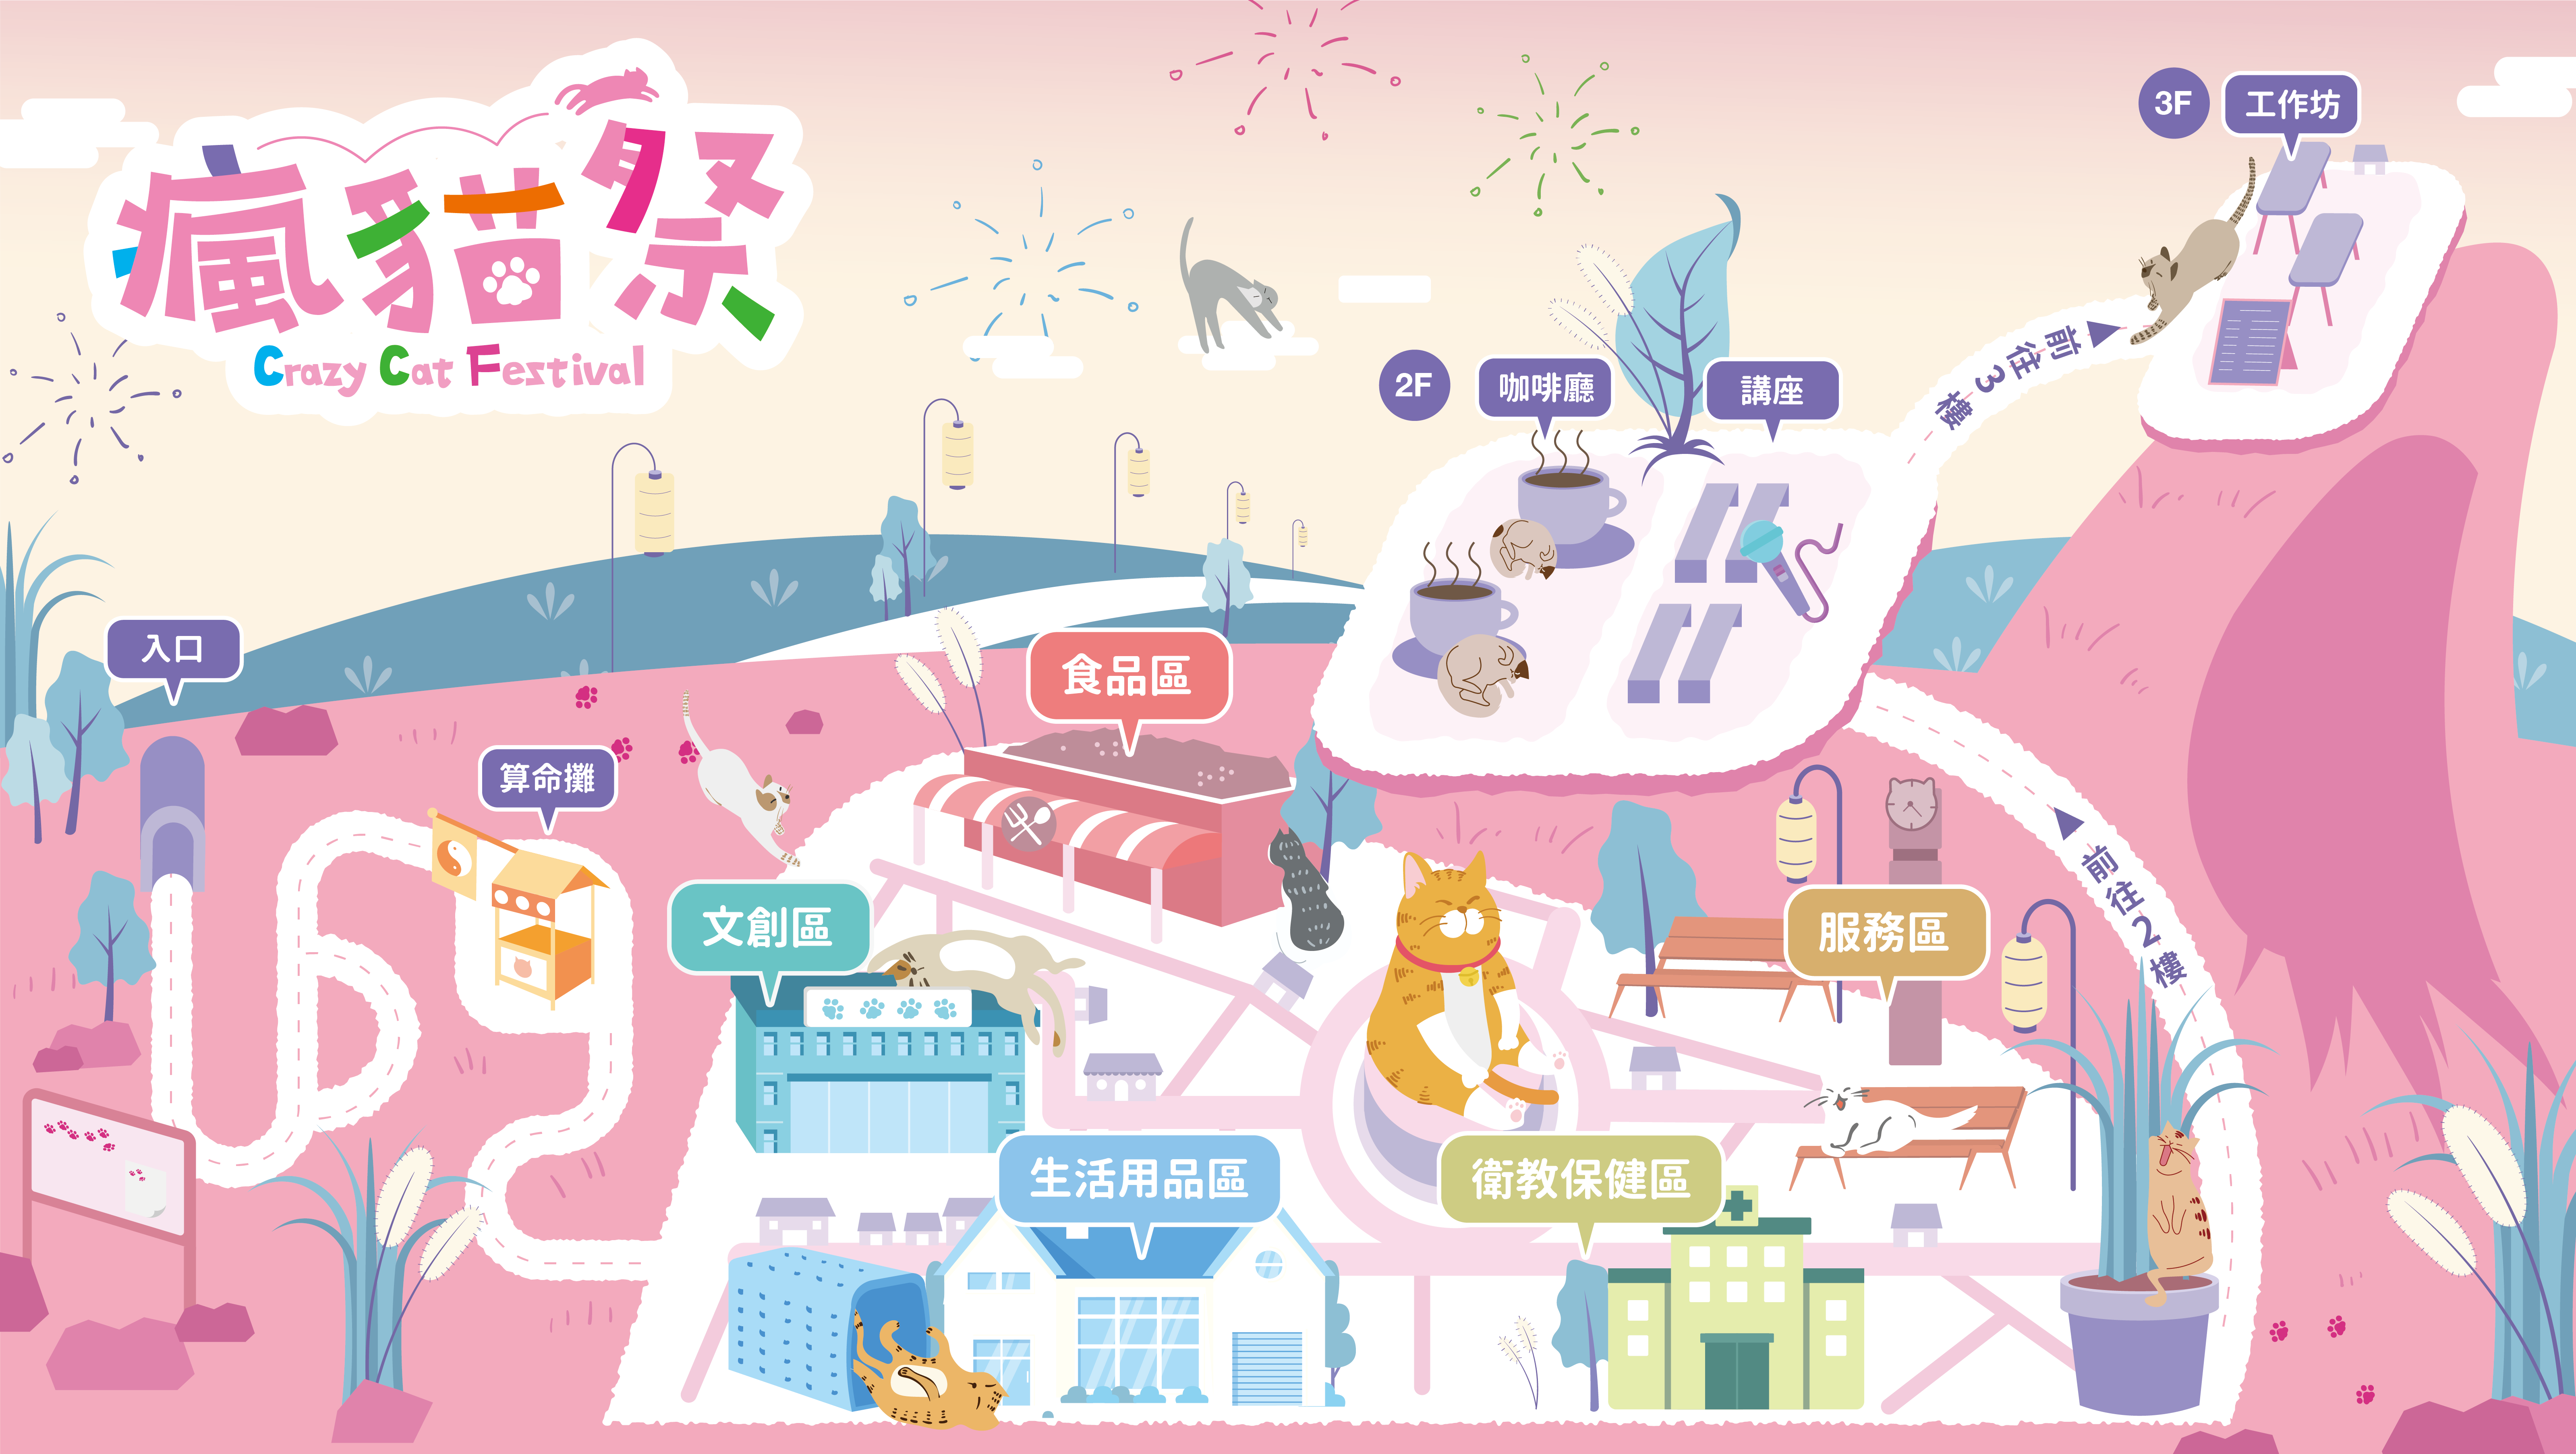 瘋貓祭
Crazy Cat Festival
3F
工作坊
前往3樓
2F
咖啡廳
講座
入口
食品區
算命攤
文創區
服務區
前往2樓
生活用品區
衛教保健區